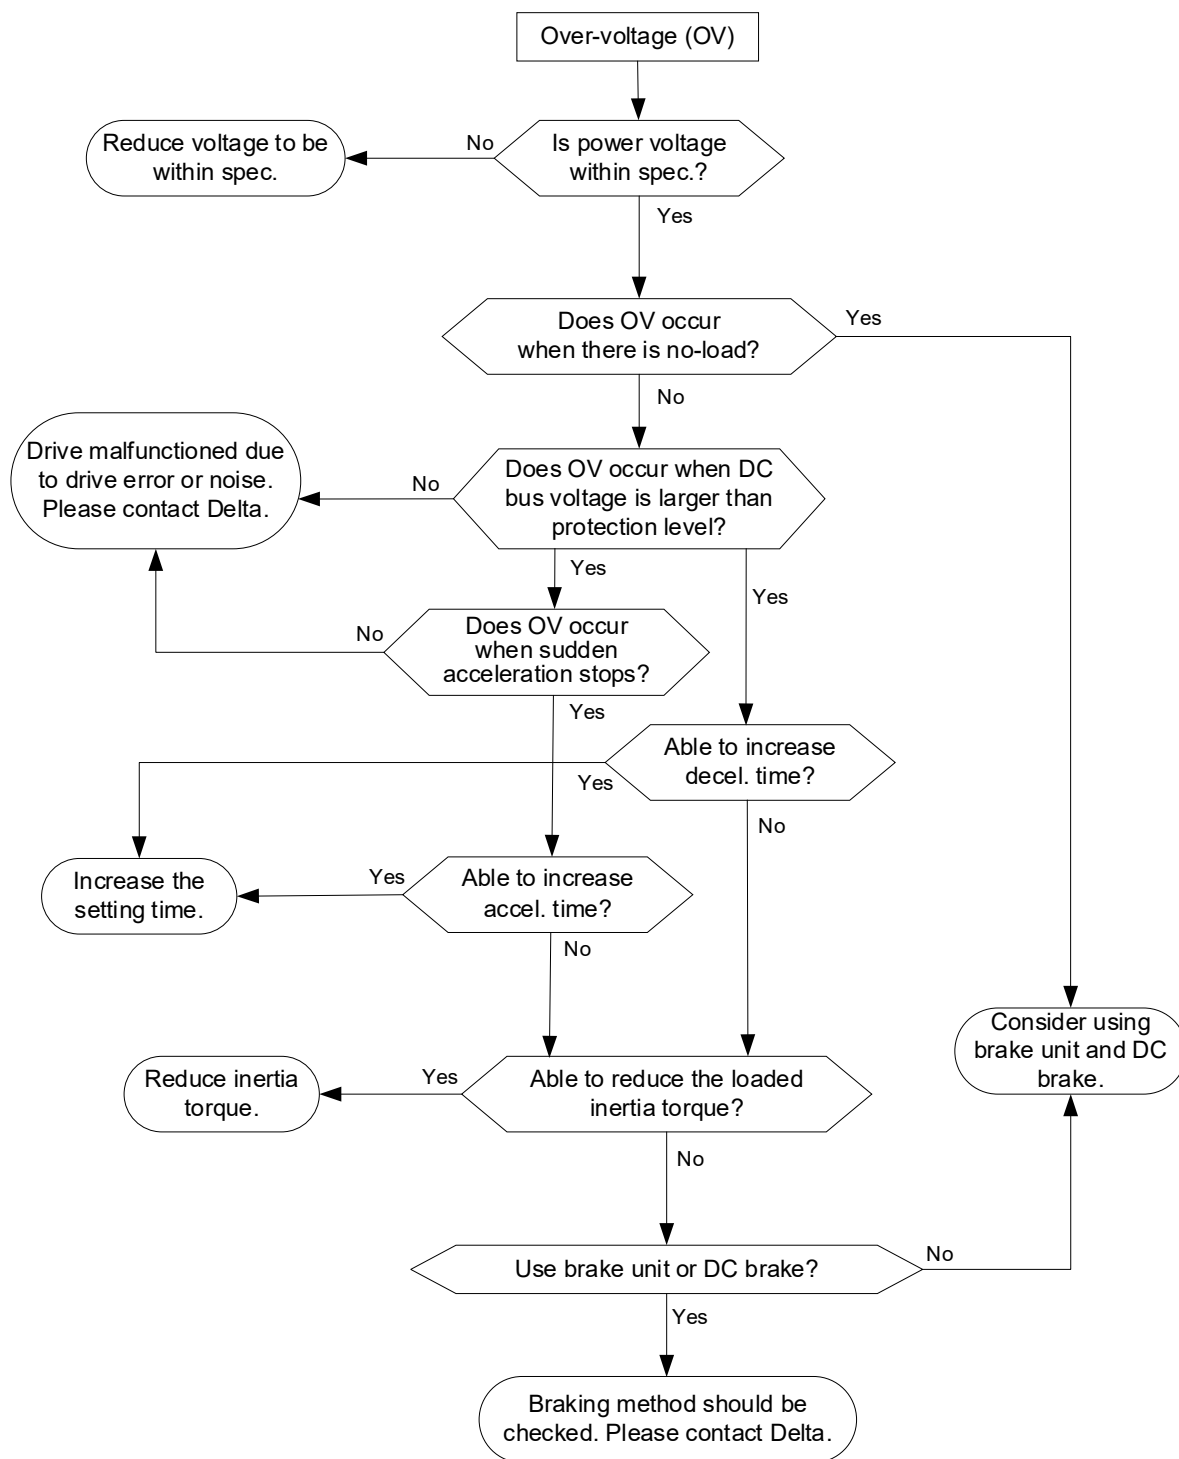 Over-voltage (OV)
No
Reduce voltage to be
within spec.
Is power voltage
within spec.?
Yes
Does OV occur
when there is no-load?
Yes
No
Drive malfunctioned due
to drive error or noise.
Please contact Delta.
No
Does OV occur when DC
bus voltage is larger than
protection level?
Yes
Yes
No
Does OV occur
when sudden
acceleration stops?
Yes
Able to increase
decel. time?
Yes
No
Increase the
setting time.
Yes
Able to increase
accel. time?
No
Consider using
brake unit and DC
brake.
Reduce inertia
torque.
Yes
Able to reduce the loaded
inertia torque?
No
Use brake unit or DC brake?
No
Yes
Braking method should be
checked. Please contact Delta.